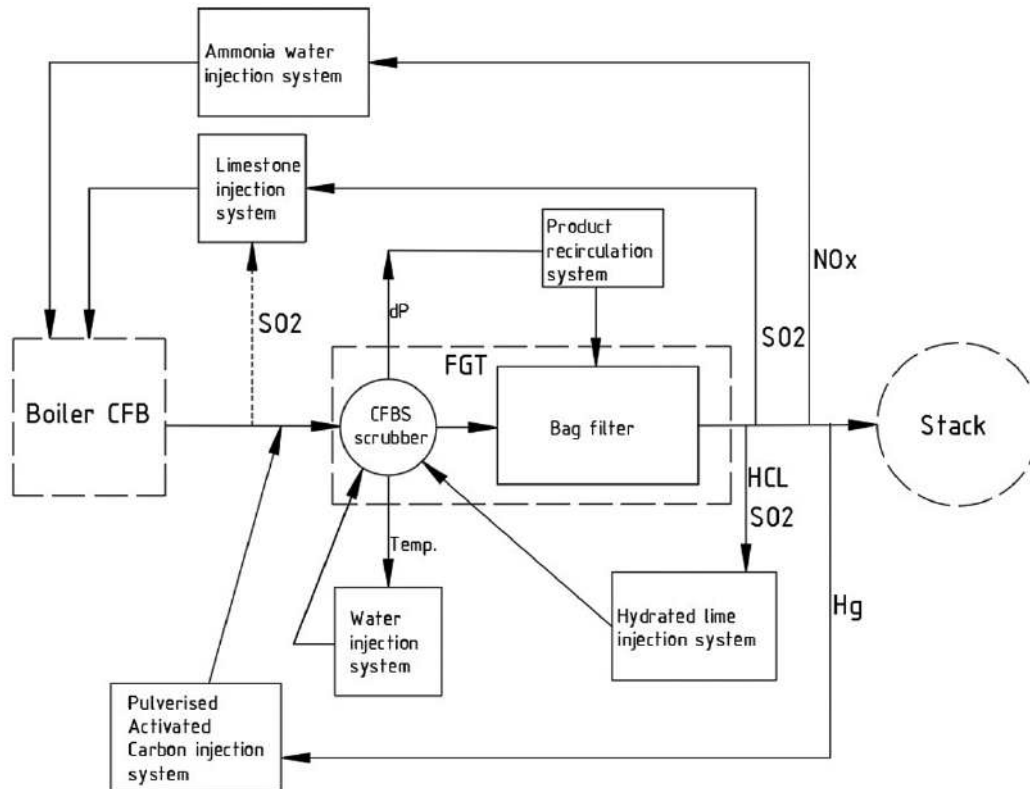 Ammonia water
injection system
Limestone
injection
system
Product
recirculation
system
NOx
dP
SO2
SO2
FGT
Boiler CFB
CFBS
scrubber
Bag filter
Stack
HCL
SO2
Temp.
Hg
Water
injection
system
Hydrated lime
injection system
Pulverised
Activated
Carbon injection
system